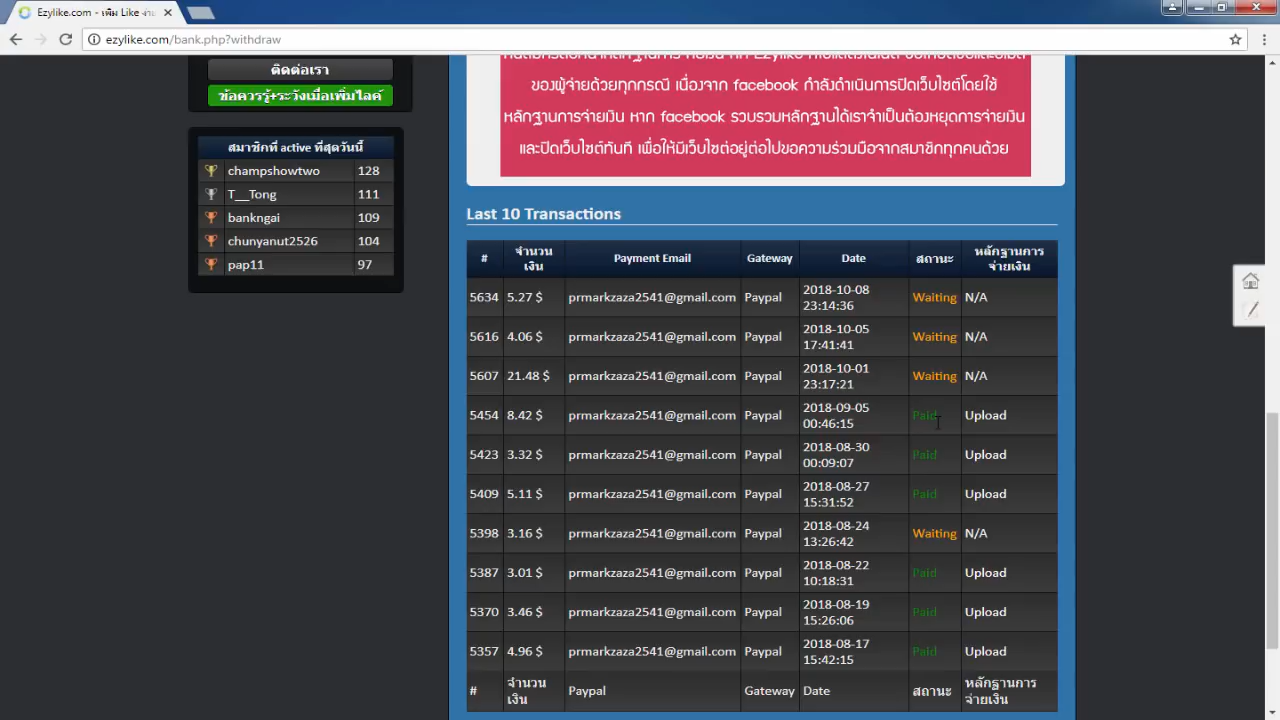 Ezylike.com - เพิ่ม Like งาน
ezylike.com/bank.php?withdraw
ติดต่อเรา
ข้อควรรู้+ระวังเมื่อเพิ่มไลค์
สมาชิกที่ active ที่สุดวันนี้
champshowtwo 128
T__Tong 111
bankngai 109
chunyanut2526 104
pap11 97
ของผู้จ่ายด้วยทุกกรณี เนื่องจาก facebook กำลังดำเนินการปิดเว็บไซต์โดยใช้
หลักฐานการจ่ายเงิน หาก facebook รวบรวมหลักฐานได้เราจำเป็นต้องหยุดการจ่ายเงิน
และปิดเว็บไซต์ทันที เพื่อให้มีเว็บไซต์อยู่ต่อไปขอความร่วมมือจากสมาชิกทุกคนด้วย
Last 10 Transactions
# จำนวนเงิน Payment Email Gateway Date สถานะ หลักฐานการจ่ายเงิน
5634 5.27 $ prmarkzaza2541@gmail.com Paypal 2018-10-08 23:14:36 Waiting N/A
5616 4.06 $ prmarkzaza2541@gmail.com Paypal 2018-10-05 17:41:41 Waiting N/A
5607 21.48 $ prmarkzaza2541@gmail.com Paypal 2018-10-01 23:17:21 Waiting N/A
5454 8.42 $ prmarkzaza2541@gmail.com Paypal 2018-09-05 00:46:15 Paid Upload
5423 3.32 $ prmarkzaza2541@gmail.com Paypal 2018-08-30 00:09:07 Paid Upload
5409 5.11 $ prmarkzaza2541@gmail.com Paypal 2018-08-27 15:31:52 Paid Upload
5398 3.16 $ prmarkzaza2541@gmail.com Paypal 2018-08-24 13:26:42 Waiting N/A
5387 3.01 $ prmarkzaza2541@gmail.com Paypal 2018-08-22 10:18:31 Paid Upload
5370 3.46 $ prmarkzaza2541@gmail.com Paypal 2018-08-19 15:26:06 Paid Upload
5357 4.96 $ prmarkzaza2541@gmail.com Paypal 2018-08-17 15:42:15 Paid Upload
# จำนวนเงิน Paypal Gateway Date สถานะ หลักฐานการจ่ายเงิน